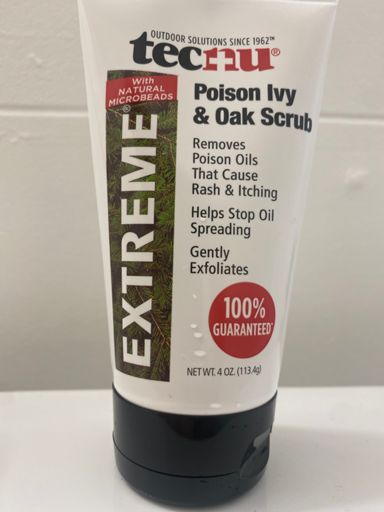 OUTDOOR SOLUTIONS SINCE 1962™
tecnu®
With
NATURAL
MICROBEADS
EXTREME®
Poison Ivy
& Oak Scrub
Removes
Poison Oils
That Cause
Rash & Itching
Helps Stop Oil
Spreading
Gently
Exfoliates
100%
GUARANTEED*
NET WT. 4 OZ. (113.4g)